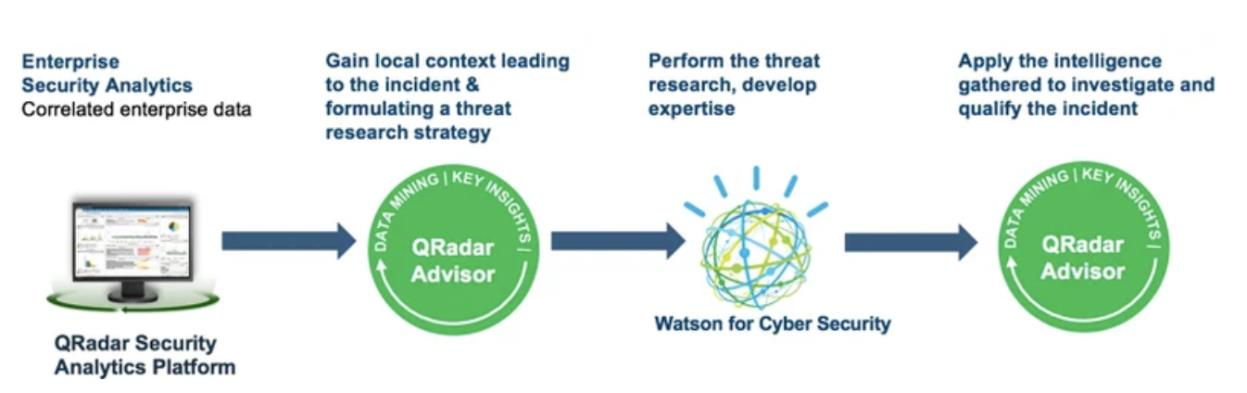 Enterprise
Security Analytics
Correlated enterprise data
QRadar Security
Analytics Platform
Gain local context leading
to the incident &
formulating a threat
research strategy
DATA MINING | KEY INSIGHTS |
QRadar
Advisor
Perform the threat
research, develop
expertise
Watson for Cyber Security
Apply the intelligence
gathered to investigate and
qualify the incident
DATA MINING | KEY INSIGHTS |
QRadar
Advisor